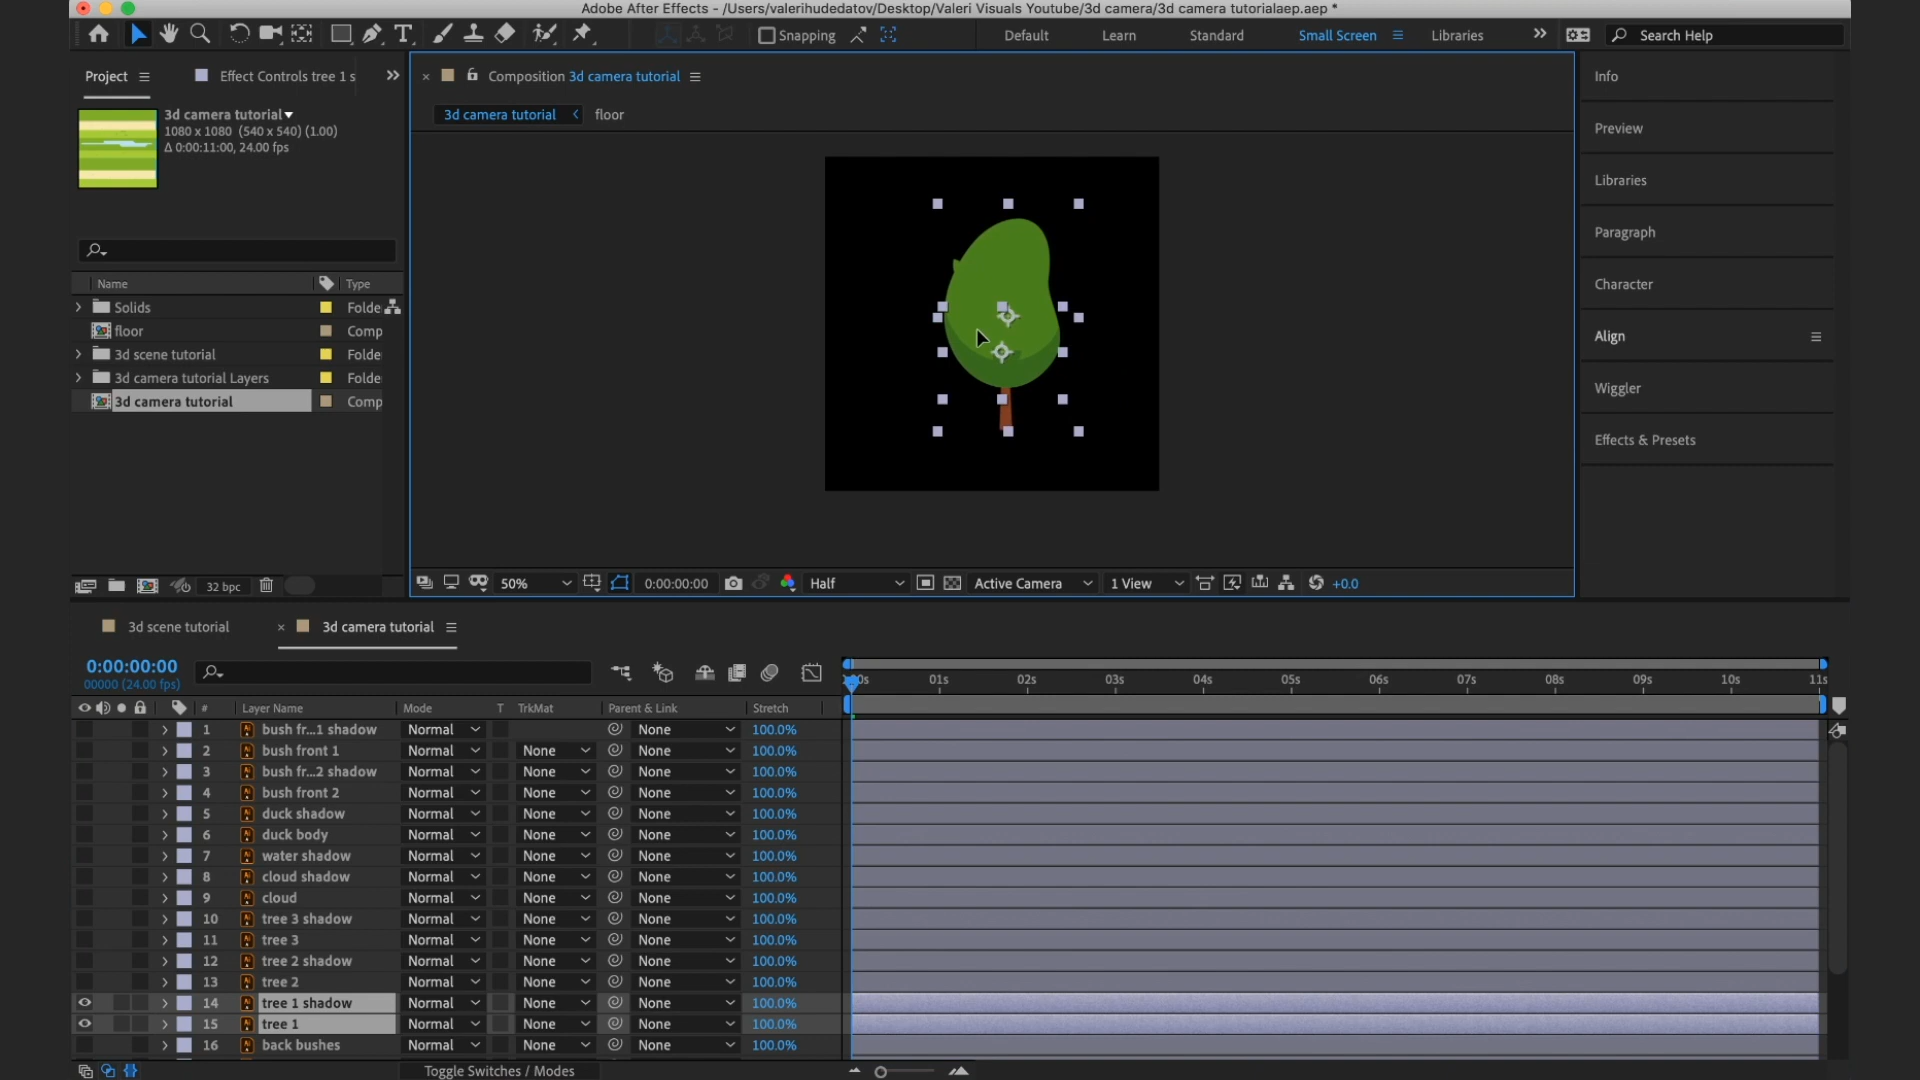 Adobe After Effects - /Users/valerihudedatov/Desktop/Valeri Visuals Youtube/3d camera/3d camera tutorialaep.aep *
Snapping
Default
Learn
Standard
Small Screen
Libraries
Search Help
Project
Effect Controls tree 1 s
Composition 3d camera tutorial
3d camera tutorial
floor
3d camera tutorial
1080 x 1080 (540 x 540) (1.00)
Δ 0:00:11:00, 24.00 fps
Name
Type
Solids
Folde
floor
Comp
3d scene tutorial
Folde
3d camera tutorial Layers
Folde
3d camera tutorial
Comp
32 bpc
50%
0:00:00:00
Half
Active Camera
1 View
+0.0
Info
Preview
Libraries
Paragraph
Character
Align
Wiggler
Effects & Presets
3d scene tutorial
3d camera tutorial
0:00:00:00
00000 (24.00 fps)
01s 02s 03s 04s 05s 06s 07s 08s 09s 10s 11s
# Layer Name Mode T TrkMat Parent & Link Stretch
1 bush fr...1 shadow Normal None 100.0%
2 bush front 1 Normal None None 100.0%
3 bush fr...2 shadow Normal None None 100.0%
4 bush front 2 Normal None None 100.0%
5 duck shadow Normal None None 100.0%
6 duck body Normal None None 100.0%
7 water shadow Normal None None 100.0%
8 cloud shadow Normal None None 100.0%
9 cloud Normal None None 100.0%
10 tree 3 shadow Normal None None 100.0%
11 tree 3 Normal None None 100.0%
12 tree 2 shadow Normal None None 100.0%
13 tree 2 Normal None None 100.0%
14 tree 1 shadow Normal None None 100.0%
15 tree 1 Normal None None 100.0%
16 back bushes Normal None None 100.0%
Toggle Switches / Modes